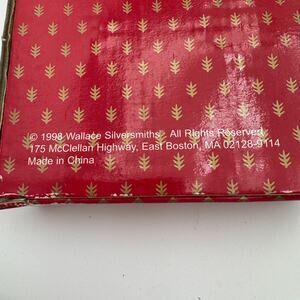 © 1998 Wallace Silversmiths. All Rights Reserved
175 McClellan Highway, East Boston, MA 02128-9114
Made in China